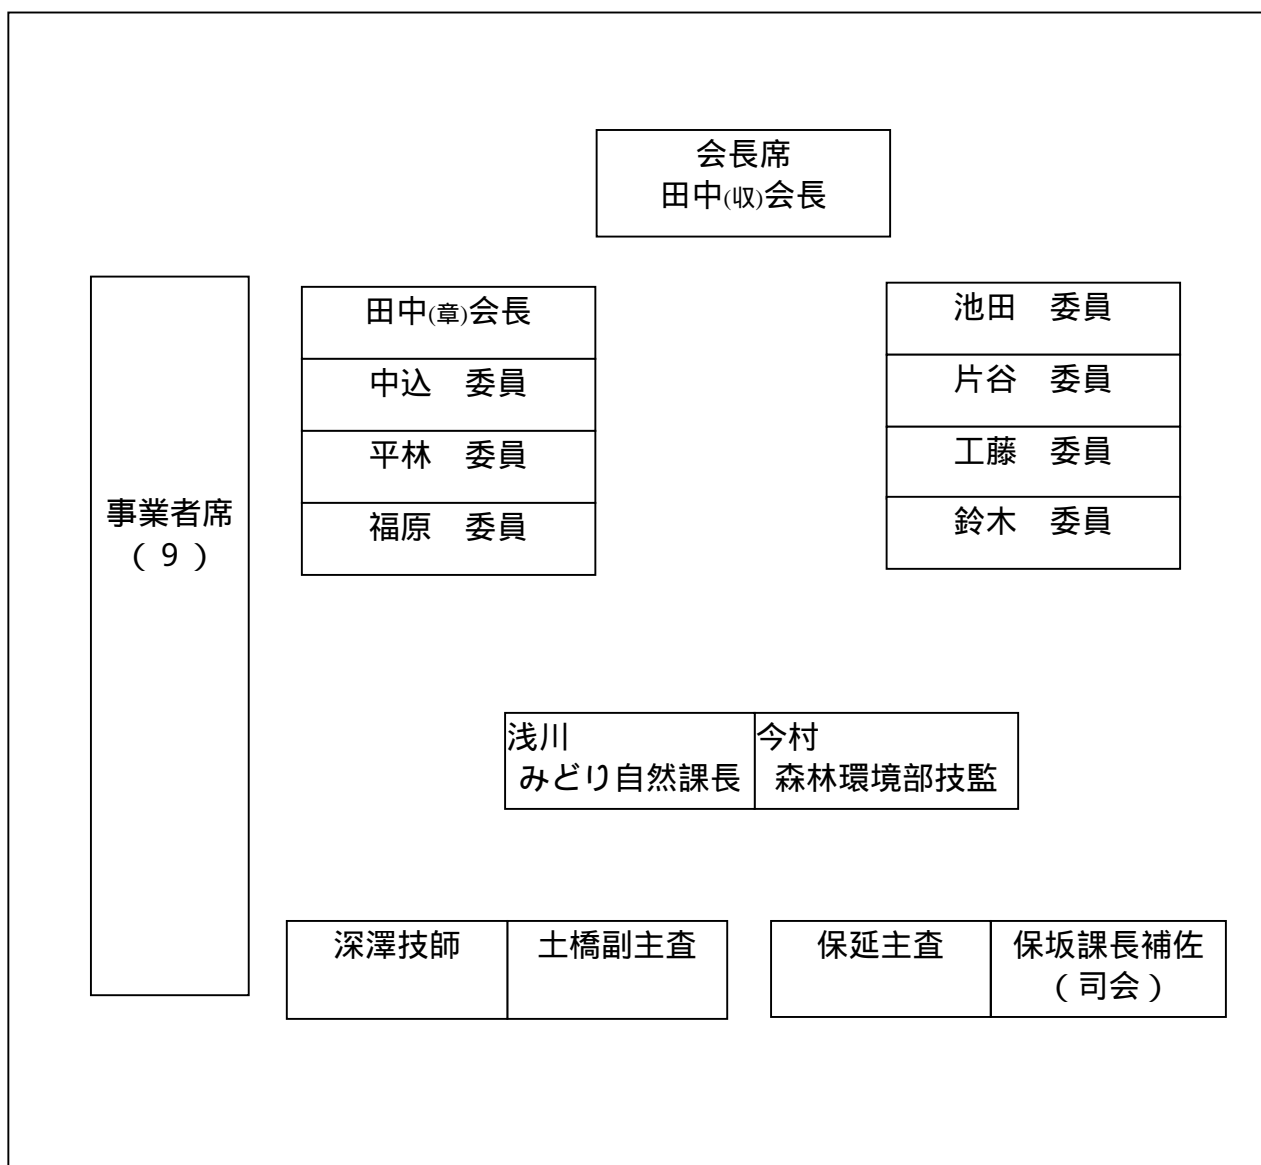 会長席
田中(収)会長
田中(章)会長
中込　委員
平林　委員
福原　委員
池田　委員
片谷　委員
工藤　委員
鈴木　委員
事業者席
（９）
浅川
みどり自然課長
今村
森林環境部技監
深澤技師
土橋副主査
保延主査
保坂課長補佐
（司会）